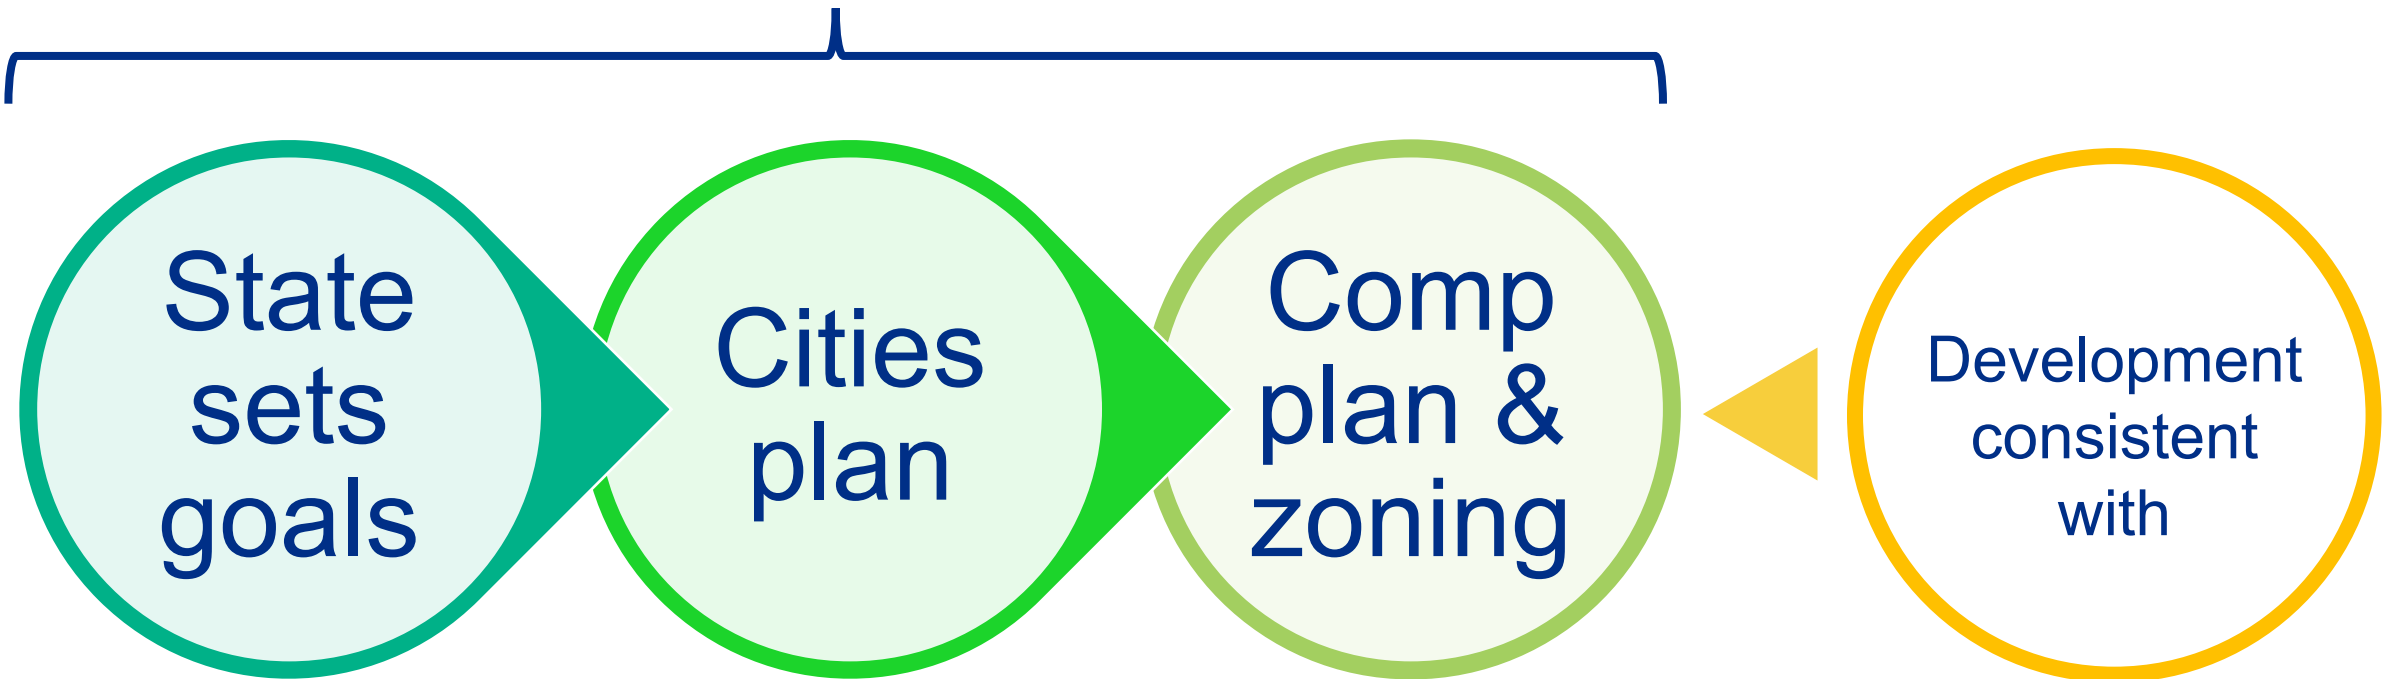 State
sets
goals
Cities
plan
Comp
plan &
zoning
Development
consistent
with